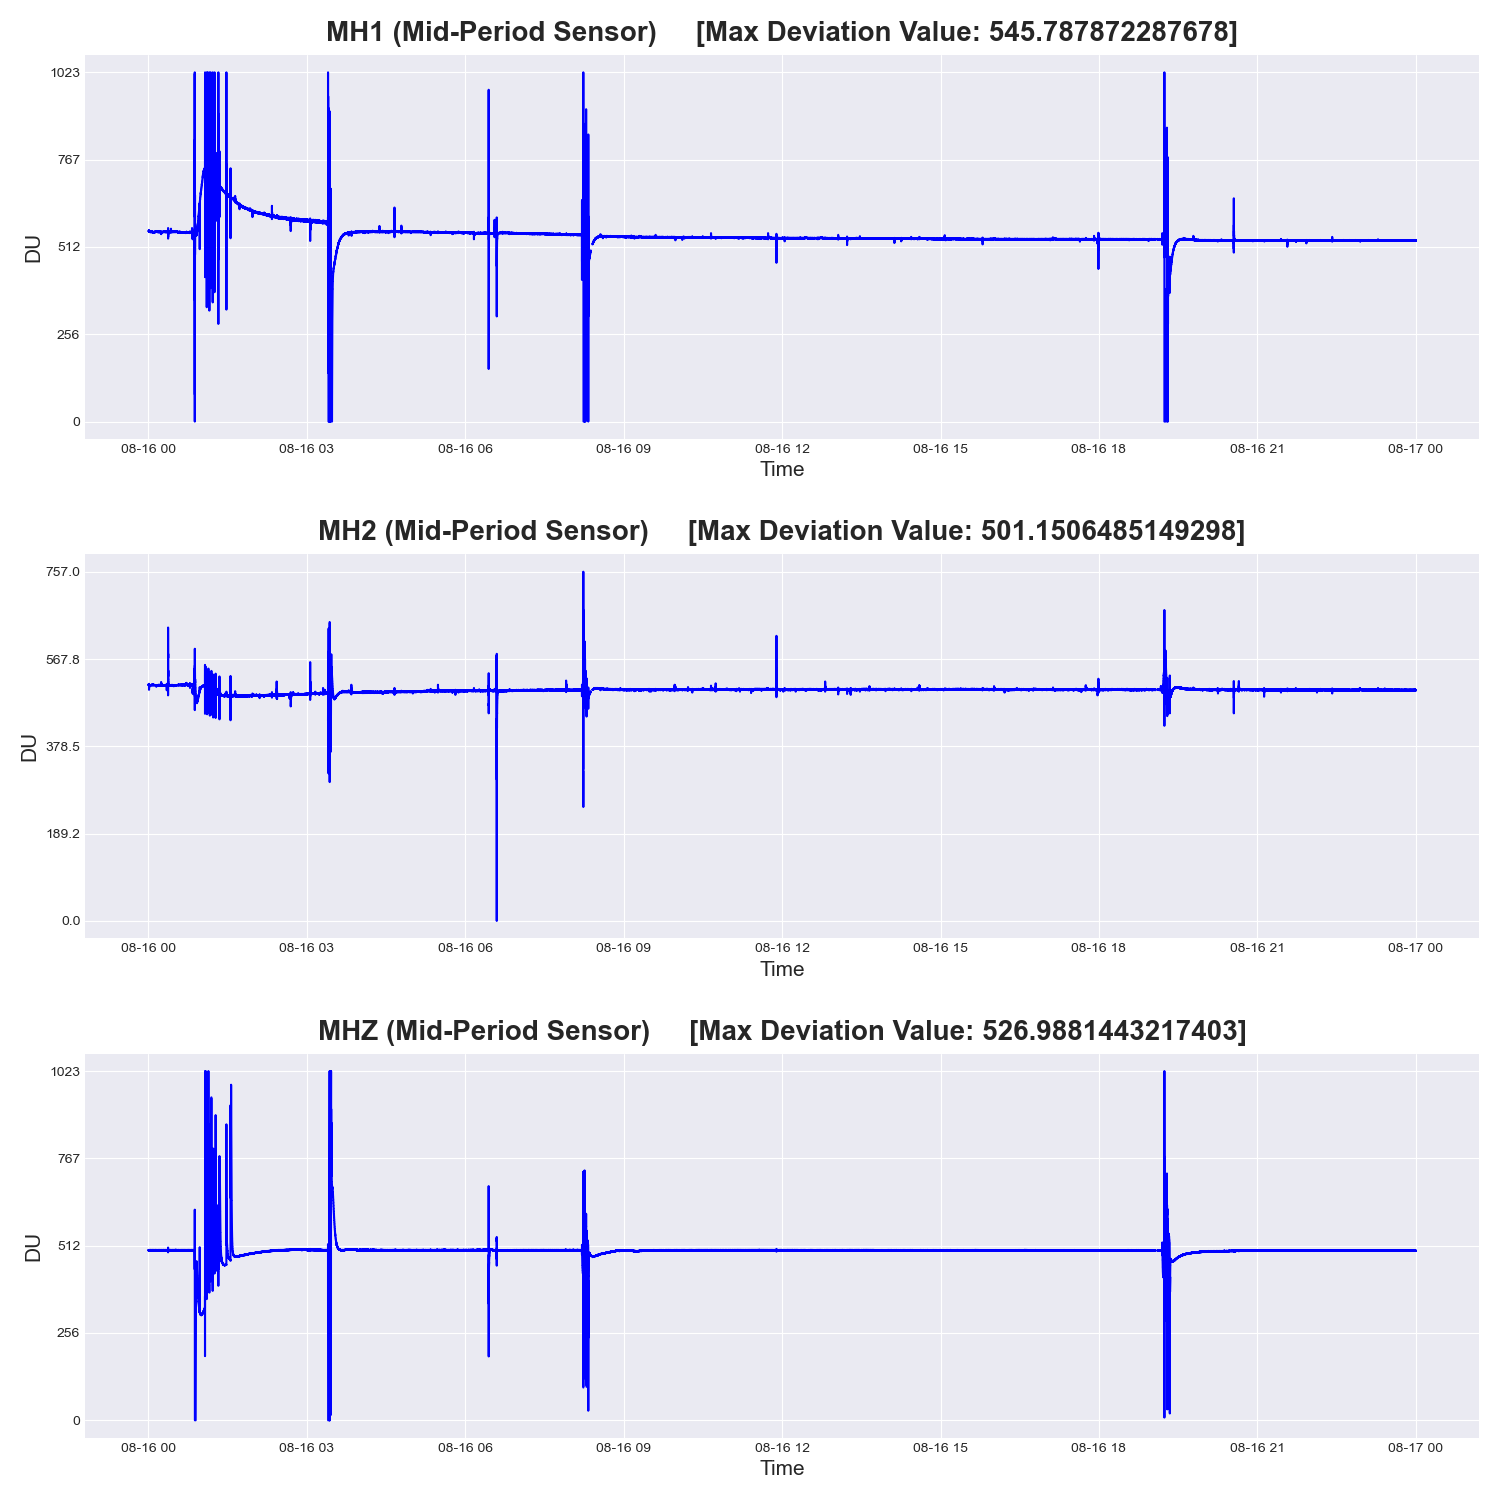 MH1 (Mid-Period Sensor) [Max Deviation Value: 545.787872287678]
1023
767
512
256
0
DU
08-16 00 08-16 03 08-16 06 08-16 09 08-16 12 08-16 15 08-16 18 08-16 21 08-17 00
Time
MH2 (Mid-Period Sensor) [Max Deviation Value: 501.1506485149298]
757.0
567.8
378.5
189.2
0.0
DU
08-16 00 08-16 03 08-16 06 08-16 09 08-16 12 08-16 15 08-16 18 08-16 21 08-17 00
Time
MHZ (Mid-Period Sensor) [Max Deviation Value: 526.9881443217403]
1023
767
512
256
0
DU
08-16 00 08-16 03 08-16 06 08-16 09 08-16 12 08-16 15 08-16 18 08-16 21 08-17 00
Time